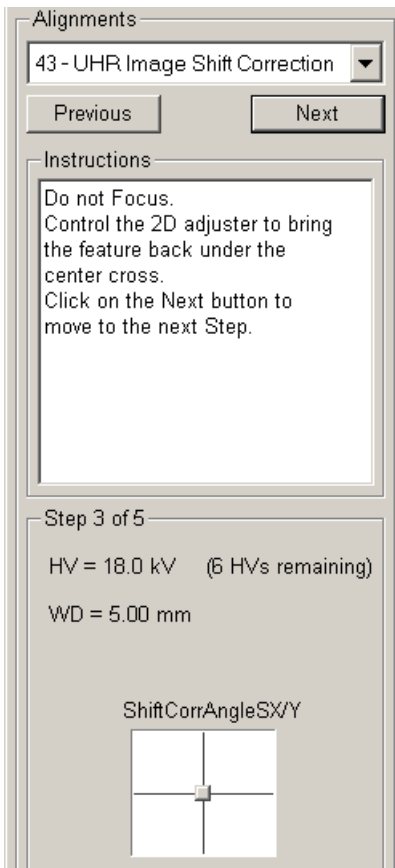 Alignments
43 - UHR Image Shift Correction
Previous
Next
Instructions
Do not Focus.
Control the 2D adjuster to bring
the feature back under the
center cross.
Click on the Next button to
move to the next Step.
Step 3 of 5
HV = 18.0 kV (6 HVs remaining)
WD = 5.00 mm
ShiftCorrAngleSX/Y